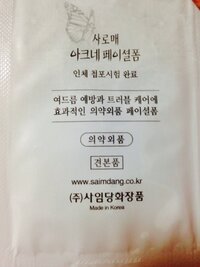 사로매
아크네 페이셜폼
인체 첩포시험 완료
여드름 예방과 트러블 케어에
효과적인 의약외품 페이셜폼
의약외품
견본품
www.saimdang.co.kr
(주)사임당화장품
Made in Korea